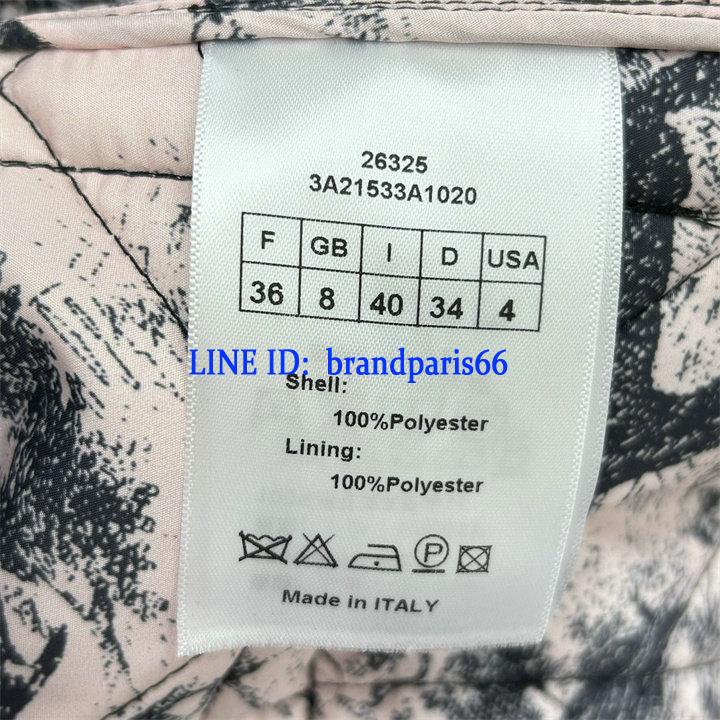 26325
3A21533A1020
F GB I D USA
36 8 40 34 4
LINE ID: brandparis66
Shell:
100%Polyester
Lining:
100%Polyester
P
Made in ITALY